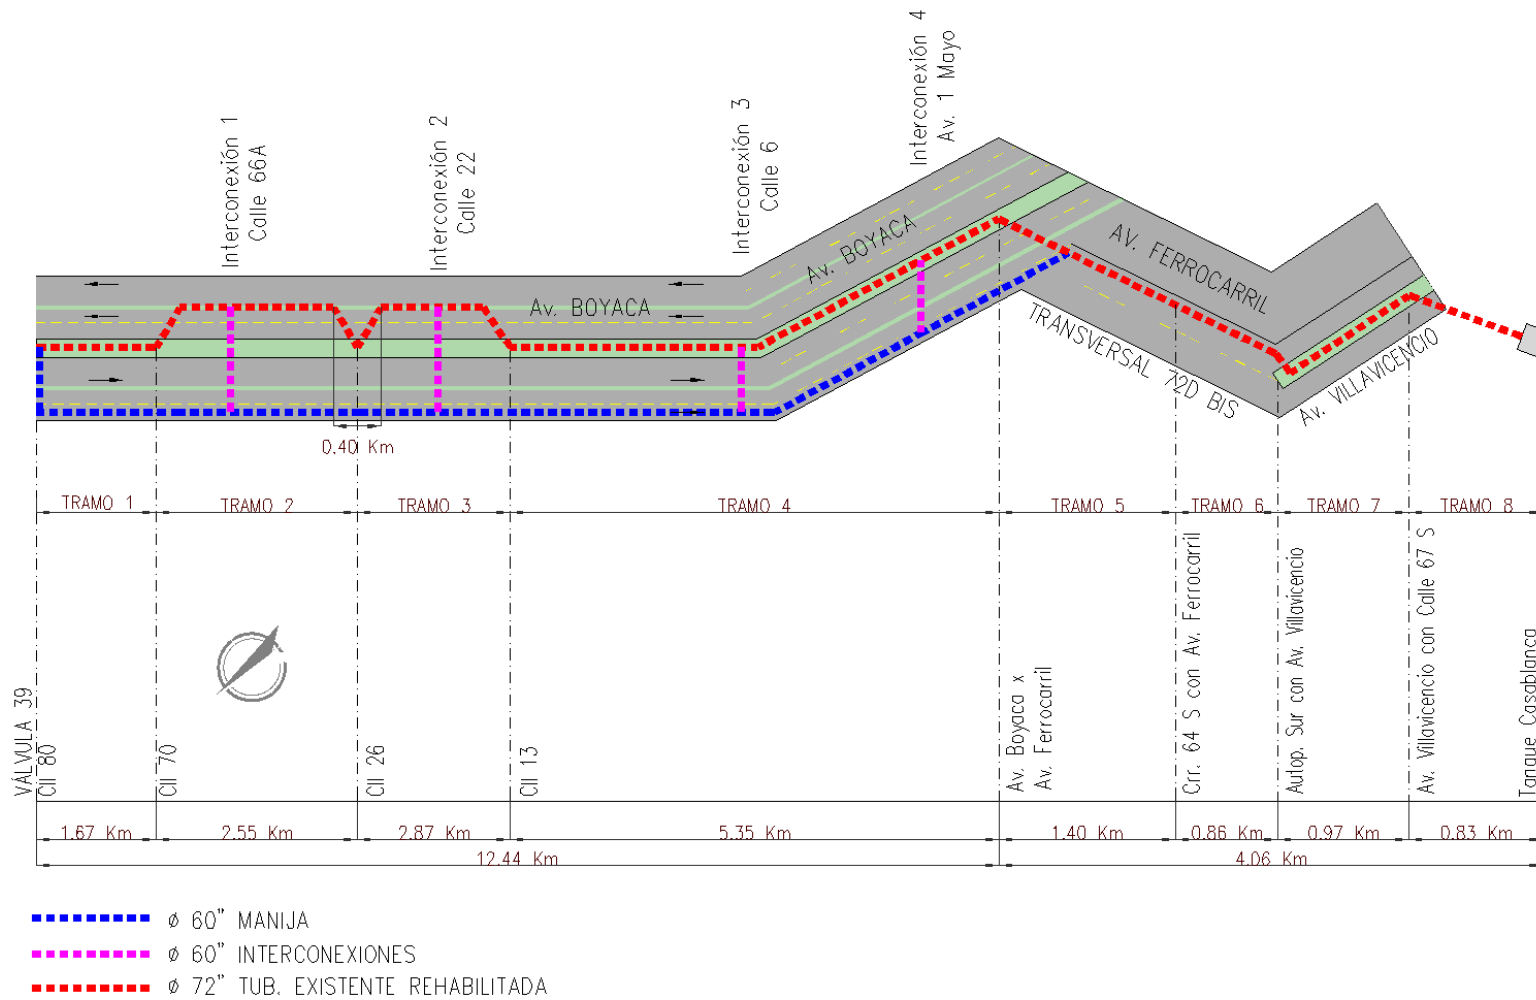 Interconexión 1
Calle 66A
Interconexión 2
Calle 22
Interconexión 3
Calle 6
Interconexión 4
Av. 1 Mayo
Av. BOYACA
Av. BOYACA
AV. FERROCARRIL
TRANSVERSAL 72D BIS
Av. VILLAVICENCIO
0.40 Km
TRAMO 1
TRAMO 2
TRAMO 3
TRAMO 4
TRAMO 5
TRAMO 6
TRAMO 7
TRAMO 8
VÁLVULA 39
Cll 80
Cll 70
Cll 26
Cll 13
Av. Boyaca x
Av. Ferrocarril
Crr. 64 S con Av. Ferrocarril
Autop. Sur con Av. Villavicencio
Av. Villavicencio con Calle 67 S
Tanque Casablanca
1.67 Km
2.55 Km
2.87 Km
5.35 Km
1.40 Km
0.86 Km
0.97 Km
0.83 Km
12.44 Km
4.06 Km
ø 60" MANIJA
ø 60" INTERCONEXIONES
ø 72" TUB. EXISTENTE REHABILITADA